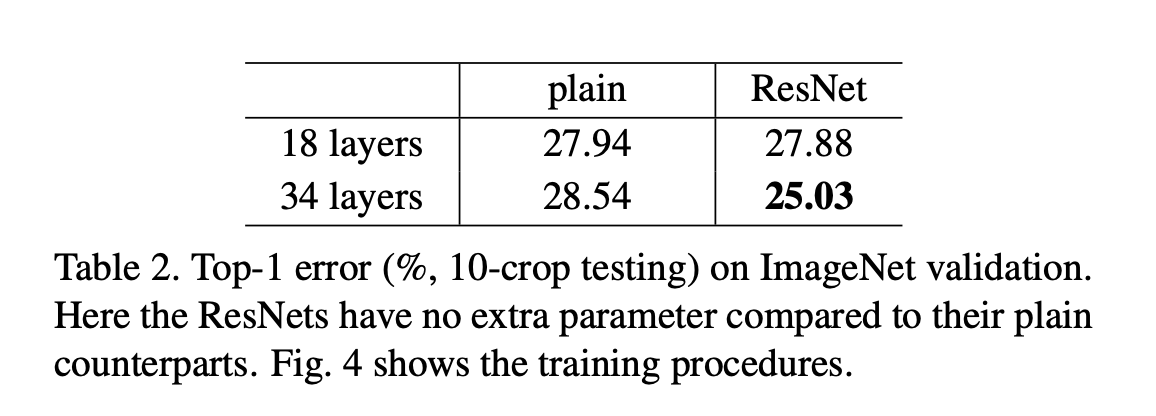 plain ResNet
18 layers 27.94 27.88
34 layers 28.54 25.03
Table 2. Top-1 error (%, 10-crop testing) on ImageNet validation.
Here the ResNets have no extra parameter compared to their plain
counterparts. Fig. 4 shows the training procedures.